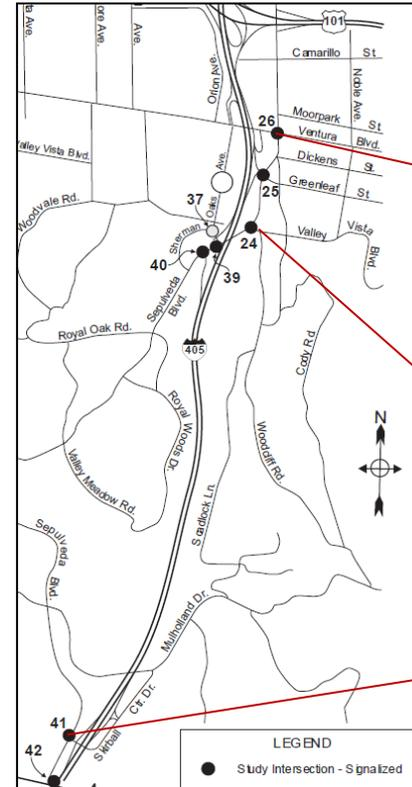 101
Camarillo St
Orion Ave.
Noble Ave.
Moorpark St
26
Ventura Blvd.
Valley Vista Blvd.
Dickens St.
25
Greenleaf St
37
Woodvale Rd.
Sherman Oaks Ave.
24
Valley Vista Blvd.
40
39
Sepulveda Blvd.
Royal Oak Rd.
405
Cody Rd
Royal Woods Dr.
Woodcliff Rd.
N
Valley Meadow Rd.
Scadlock Ln.
Sepulveda Blvd.
Mulholland Dr.
Skirball Ctr. Dr.
41
42
LEGEND
Study Intersection - Signalized